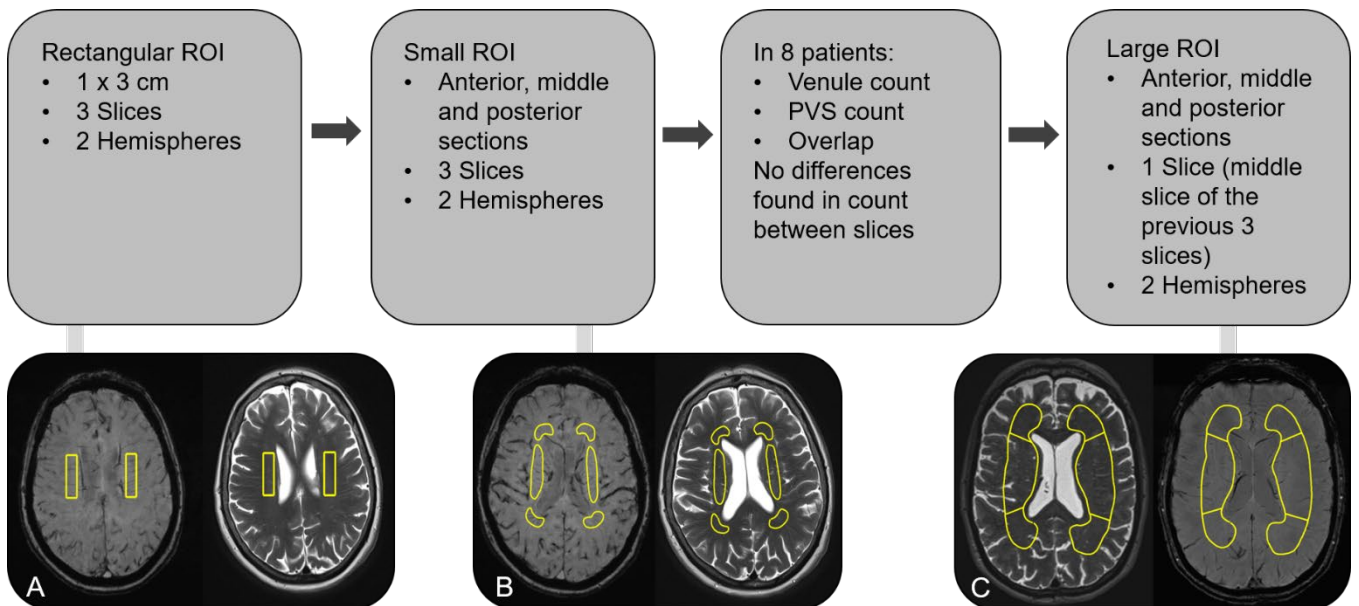 Rectangular ROI
• 1 x 3 cm
• 3 Slices
• 2 Hemispheres
Small ROI
• Anterior, middle
and posterior
sections
• 3 Slices
• 2 Hemispheres
In 8 patients:
• Venule count
• PVS count
• Overlap
No differences
found in count
between slices
Large ROI
• Anterior, middle
and posterior
sections
• 1 Slice (middle
slice of the
previous 3
slices)
• 2 Hemispheres
A
B
C